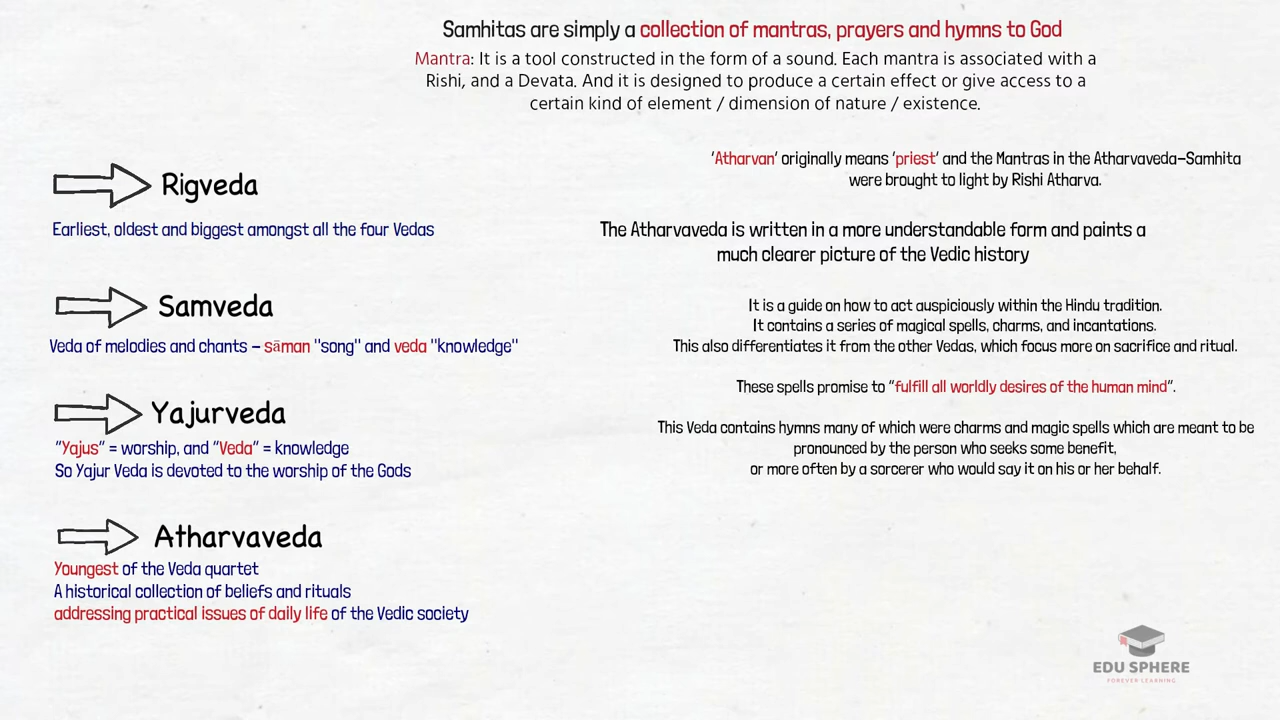 Samhitas are simply a collection of mantras, prayers and hymns to God
Mantra: It is a tool constructed in the form of a sound. Each mantra is associated with a
Rishi, and a Devata. And it is designed to produce a certain effect or give access to a
certain kind of element / dimension of nature / existence.
Rigveda
Earliest, oldest and biggest amongst all the four Vedas
Samveda
Veda of melodies and chants – sāman "song" and veda "knowledge"
Yajurveda
"Yajus" = worship, and "Veda" = knowledge
So Yajur Veda is devoted to the worship of the Gods
Atharvaveda
Youngest of the Veda quartet
A historical collection of beliefs and rituals
addressing practical issues of daily life of the Vedic society
'Atharvan' originally means 'priest' and the Mantras in the Atharvaveda–Samhita
were brought to light by Rishi Atharva.
The Atharvaveda is written in a more understandable form and paints a
much clearer picture of the Vedic history
It is a guide on how to act auspiciously within the Hindu tradition.
It contains a series of magical spells, charms, and incantations.
This also differentiates it from the other Vedas, which focus more on sacrifice and ritual.
These spells promise to "fulfill all worldly desires of the human mind".
This Veda contains hymns many of which were charms and magic spells which are meant to be
pronounced by the person who seeks some benefit,
or more often by a sorcerer who would say it on his or her behalf.
EDU SPHERE
FOREVER LEARNING